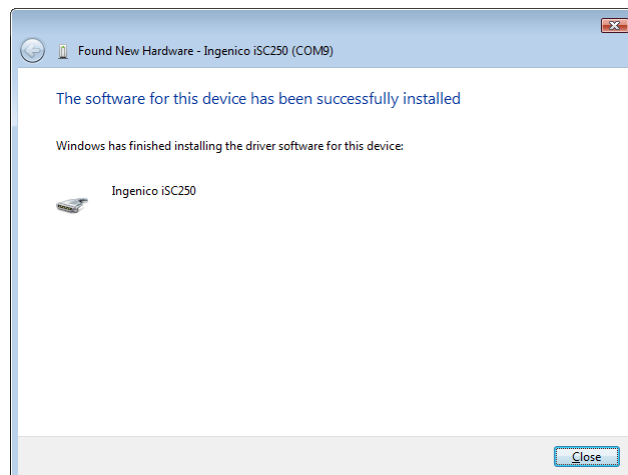 Found New Hardware - Ingenico iSC250 (COM9)
The software for this device has been successfully installed
Windows has finished installing the driver software for this device:
Ingenico iSC250
Close